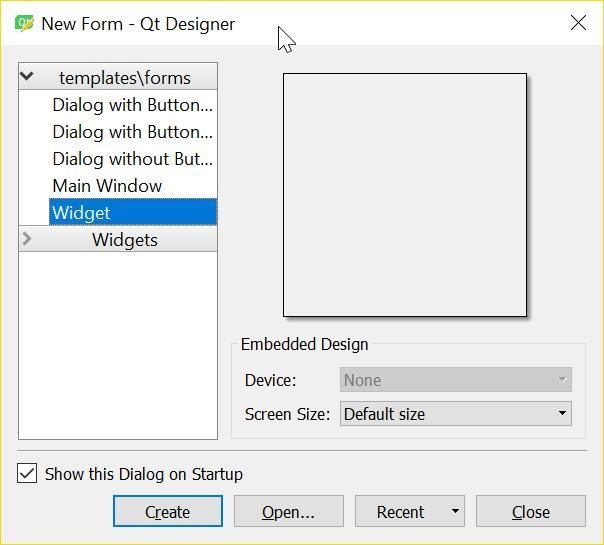 New Form - Qt Designer
templates\forms
Dialog with Button...
Dialog with Button...
Dialog without But...
Main Window
Widget
Widgets
Embedded Design
Device: None
Screen Size: Default size
Show this Dialog on Startup
Create Open... Recent Close